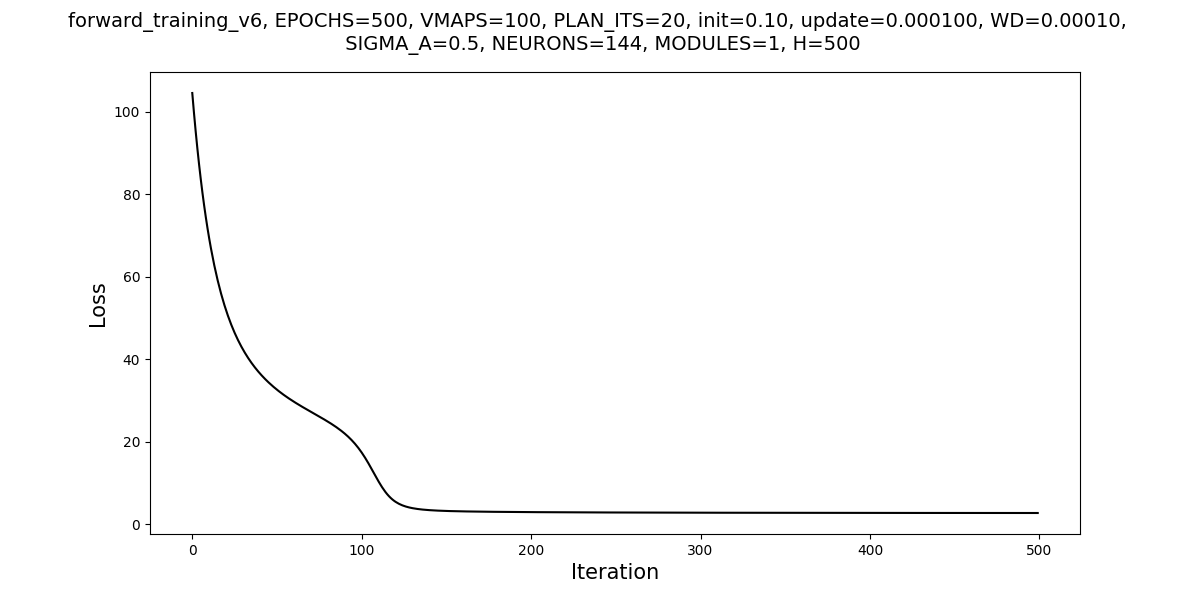 forward_training_v6, EPOCHS=500, VMAPS=100, PLAN_ITS=20, init=0.10, update=0.000100, WD=0.00010,
SIGMA_A=0.5, NEURONS=144, MODULES=1, H=500
100
80
60
40
20
0
Loss
0 100 200 300 400 500
Iteration